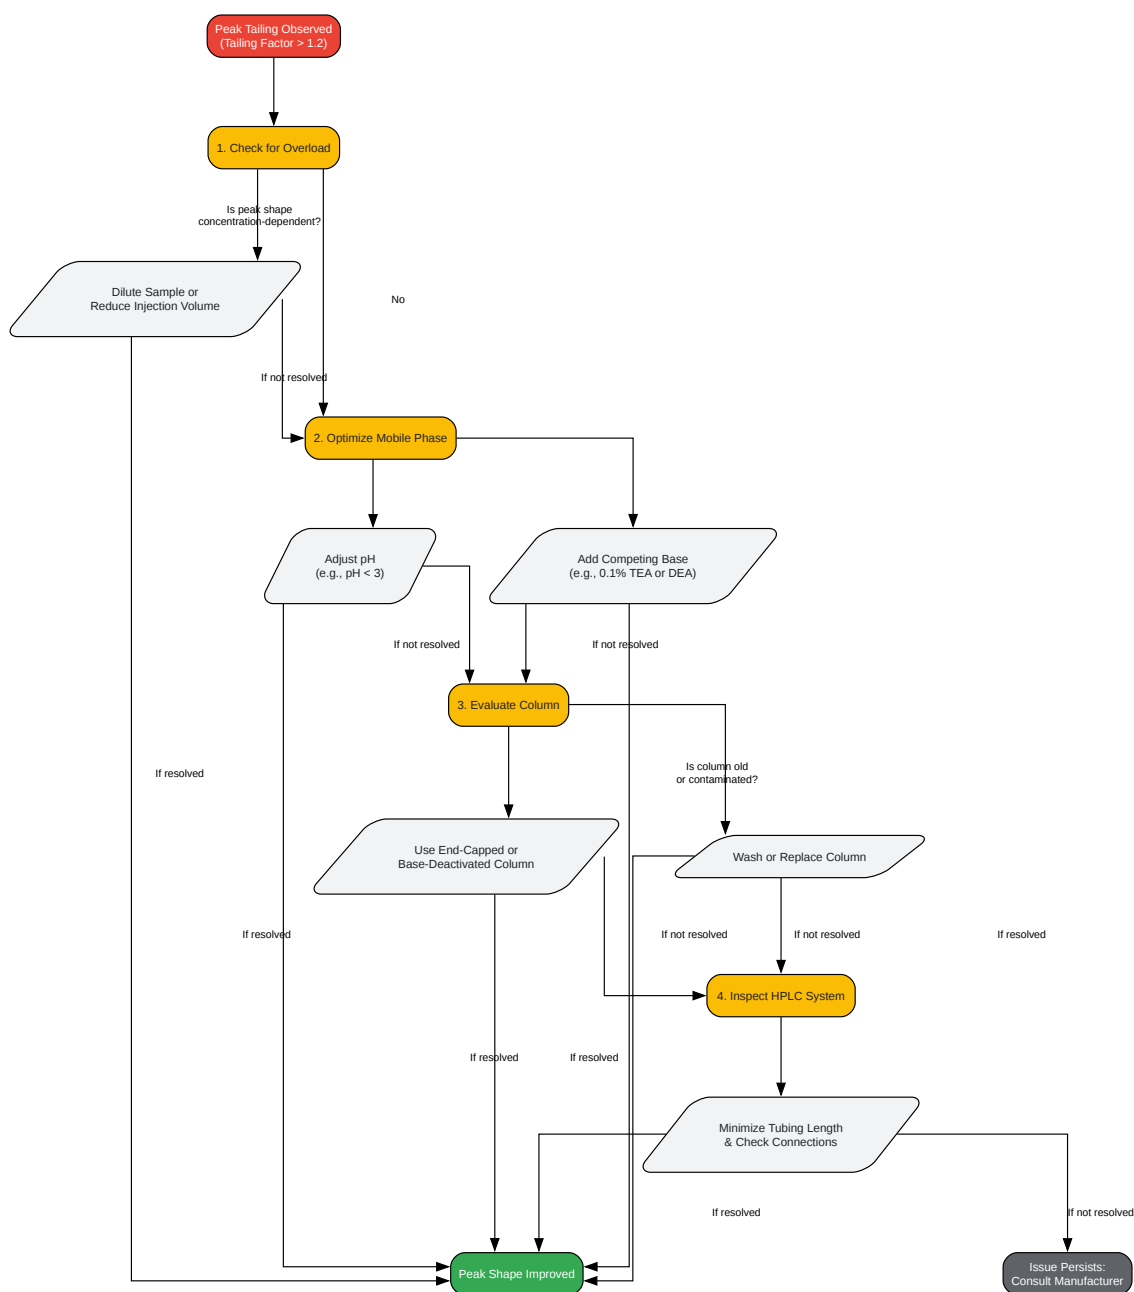 Peak Tailing Observed
(Tailing Factor > 1.2)
1. Check for Overload
Is peak shape
concentration-dependent?
Dilute Sample or
Reduce Injection Volume
No
If not resolved
2. Optimize Mobile Phase
Adjust pH
(e.g., pH < 3)
Add Competing Base
(e.g., 0.1% TEA or DEA)
If not resolved
If not resolved
3. Evaluate Column
If resolved
Is column old
or contaminated?
Use End-Capped or
Base-Deactivated Column
Wash or Replace Column
If resolved
If not resolved
If not resolved
If resolved
4. Inspect HPLC System
If resolved
If resolved
Minimize Tubing Length
& Check Connections
If resolved
If not resolved
Peak Shape Improved
Issue Persists:
Consult Manufacturer